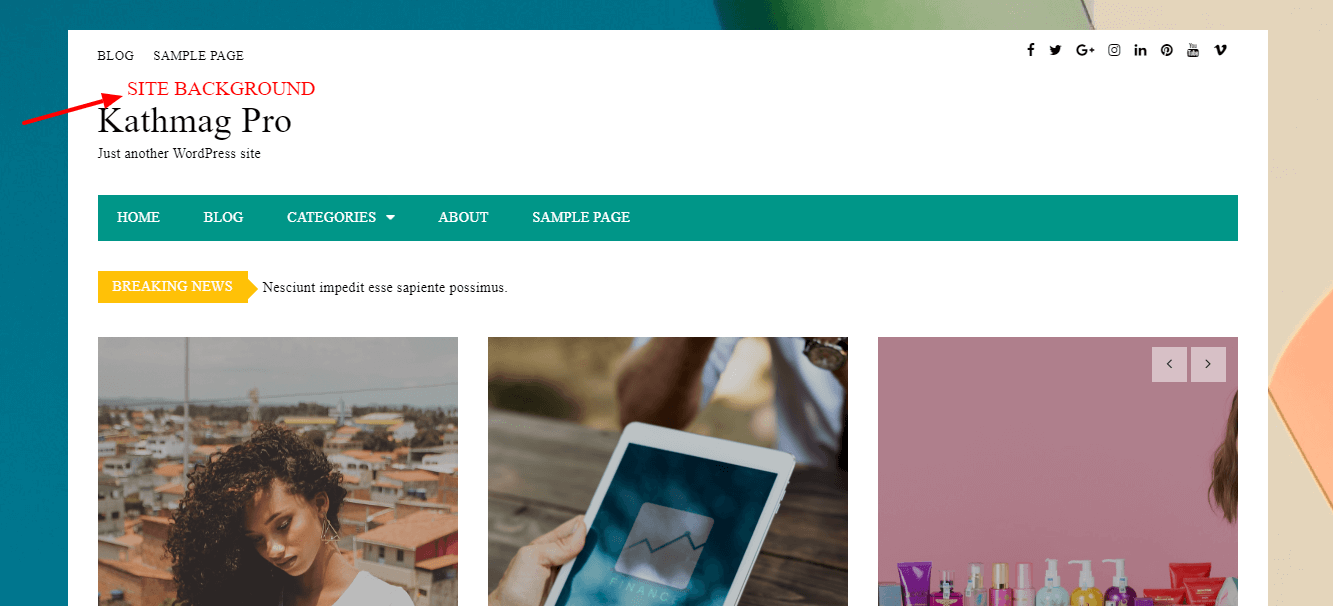 BLOG SAMPLE PAGE
SITE BACKGROUND
Kathmag Pro
Just another WordPress site
HOME BLOG CATEGORIES ABOUT SAMPLE PAGE
BREAKING NEWS Nesciunt impedit esse sapiente possimus.
FINANC